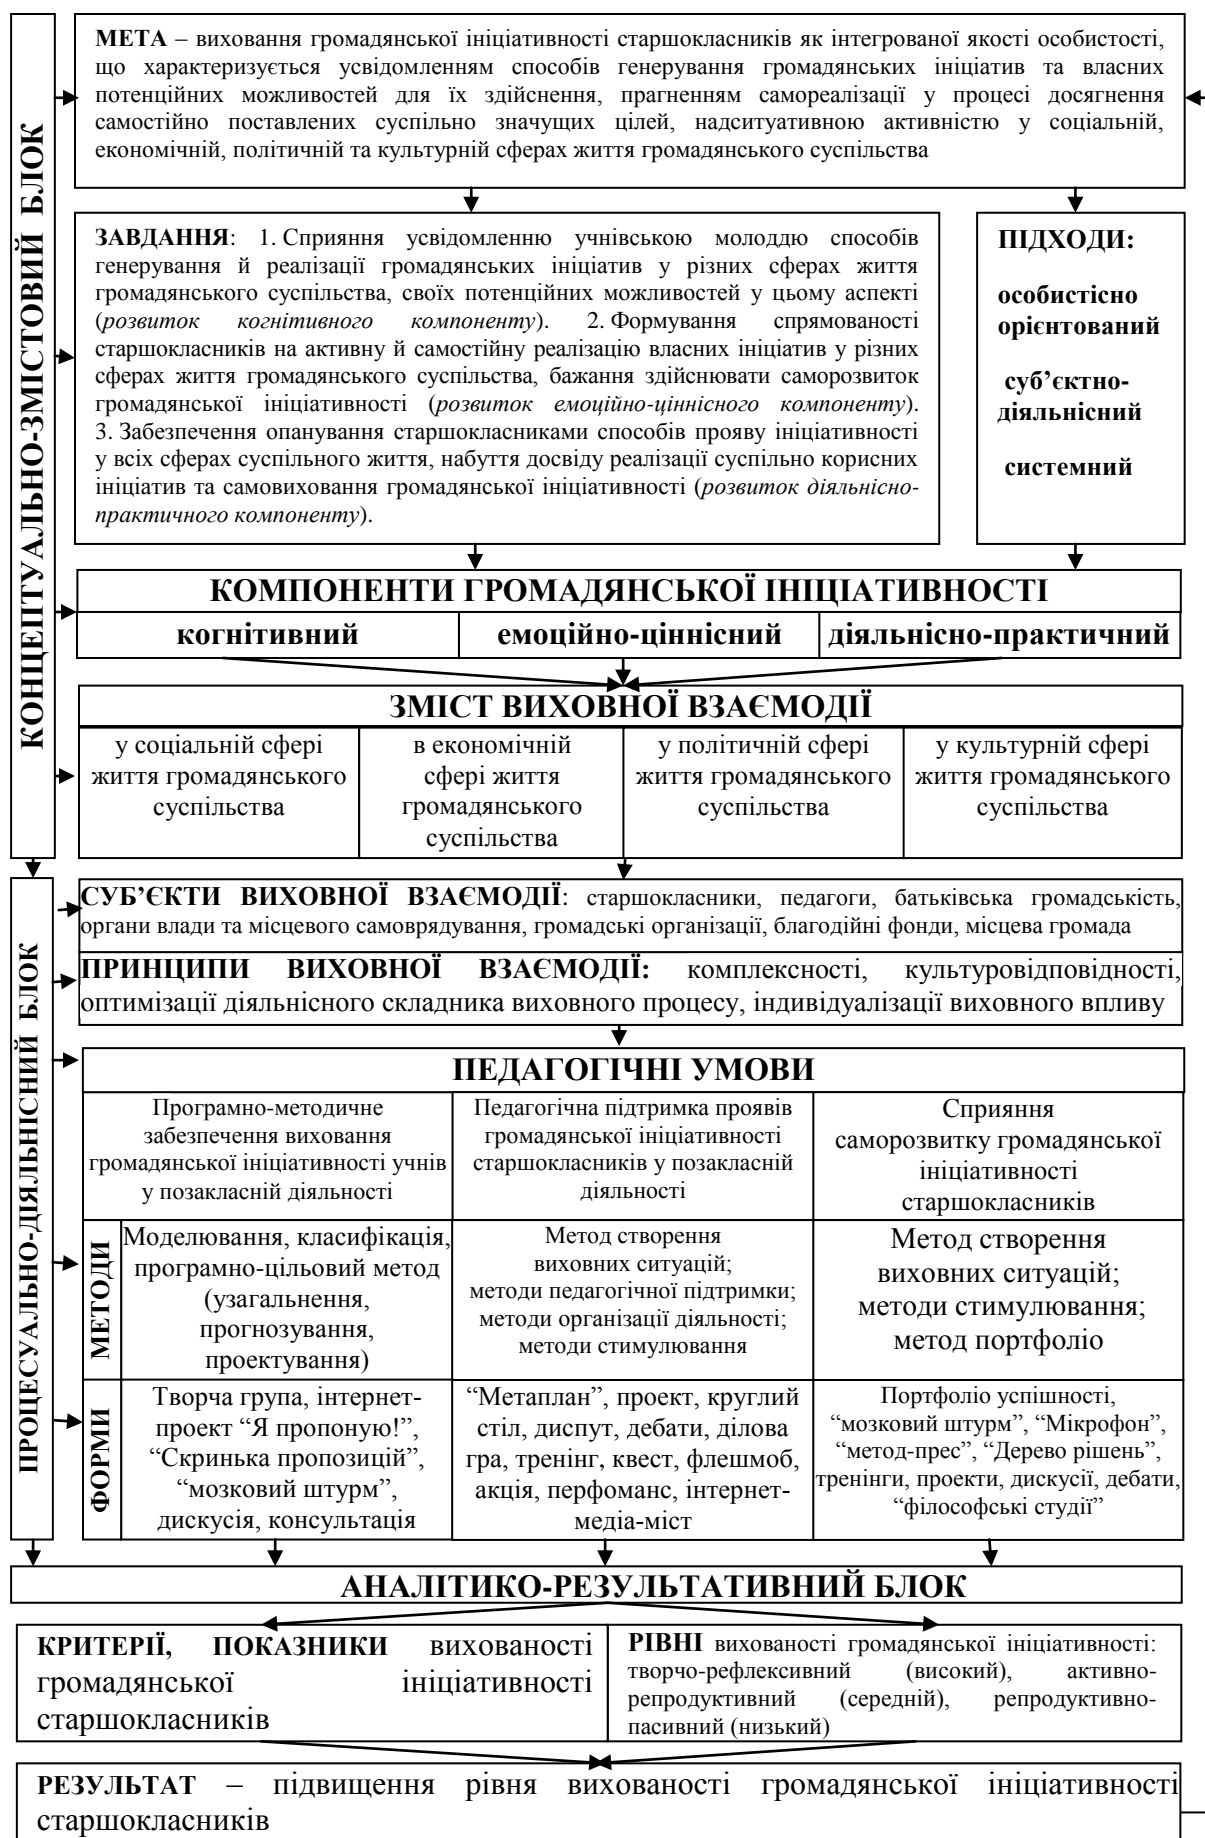 КОНЦЕПТУАЛЬНО-ЗМІСТОВИЙ БЛОК
МЕТА – виховання громадянської ініціативності старшокласників як інтегрованої якості особистості,
що характеризується усвідомленням способів генерування громадянських ініціатив та власних
потенційних можливостей для їх здійснення, прагненням самореалізації у процесі досягнення
самостійно поставлених суспільно значущих цілей, надситуативною активністю у соціальній,
економічній, політичній та культурній сферах життя громадянського суспільства
ЗАВДАННЯ: 1. Сприяння усвідомленню учнівською молоддю способів
генерування й реалізації громадянських ініціатив у різних сферах життя
громадянського суспільства, своїх потенційних можливостей у цьому аспекті
(розвиток когнітивного компоненту). 2. Формування спрямованості
старшокласників на активну й самостійну реалізацію власних ініціатив у різних
сферах життя громадянського суспільства, бажання здійснювати саморозвиток
громадянської ініціативності (розвиток емоційно-ціннісного компоненту).
3. Забезпечення опанування старшокласниками способів прояву ініціативності
у всіх сферах суспільного життя, набуття досвіду реалізації суспільно корисних
ініціатив та самовиховання громадянської ініціативності (розвиток діяльнісно-
практичного компоненту).
ПІДХОДИ:
особистісно
орієнтований
суб’єктно-
діяльнісний
системний
КОМПОНЕНТИ ГРОМАДЯНСЬКОЇ ІНІЦІАТИВНОСТІ
когнітивний
емоційно-ціннісний
діяльнісно-практичний
ЗМІСТ ВИХОВНОЇ ВЗАЄМОДІЇ
у соціальній сфері
життя громадянського
суспільства
в економічній
сфері життя
громадянського
суспільства
у політичній сфері
життя громадянського
суспільства
у культурній сфері
життя громадянського
суспільства
ПРОЦЕСУАЛЬНО-ДІЯЛЬНІСНИЙ БЛОК
СУБ’ЄКТИ ВИХОВНОЇ ВЗАЄМОДІЇ: старшокласники, педагоги, батьківська громадськість,
органи влади та місцевого самоврядування, громадські організації, благодійні фонди, місцева громада
ПРИНЦИПИ ВИХОВНОЇ ВЗАЄМОДІЇ: комплексності, культуровідповідності,
оптимізації діяльнісного складника виховного процесу, індивідуалізації виховного впливу
ПЕДАГОГІЧНІ УМОВИ
Програмно-методичне
забезпечення виховання
громадянської ініціативності учнів
у позакласній діяльності
Педагогічна підтримка проявів
громадянської ініціативності
старшокласників у позакласній
діяльності
Сприяння
саморозвитку громадянської
ініціативності
старшокласників
МЕТОДИ
Моделювання, класифікація,
програмно-цільовий метод
(узагальнення,
прогнозування,
проектування)
Метод створення
виховних ситуацій;
методи педагогічної підтримки;
методи організації діяльності;
методи стимулювання
Метод створення
виховних ситуацій;
методи стимулювання;
метод портфоліо
ФОРМИ
Творча група, інтернет-
проект “Я пропоную!”,
“Скринька пропозицій”,
“мозковий штурм”,
дискусія, консультація
“Метаплан”, проект, круглий
стіл, диспут, дебати, ділова
гра, тренінг, квест, флешмоб,
акція, перфоманс, інтернет-
медіа-міст
Портфоліо успішності,
“мозковий штурм”, “Мікрофон”,
“метод-прес”, “Дерево рішень”,
тренінги, проекти, дискусії, дебати,
“філософські студії”
АНАЛІТИКО-РЕЗУЛЬТАТИВНИЙ БЛОК
КРИТЕРІЇ, ПОКАЗНИКИ вихованості
громадянської ініціативності
старшокласників
РІВНІ вихованості громадянської ініціативності:
творчо-рефлексивний (високий), активно-
репродуктивний (середній), репродуктивно-
пасивний (низький)
РЕЗУЛЬТАТ – підвищення рівня вихованості громадянської ініціативності
старшокласників